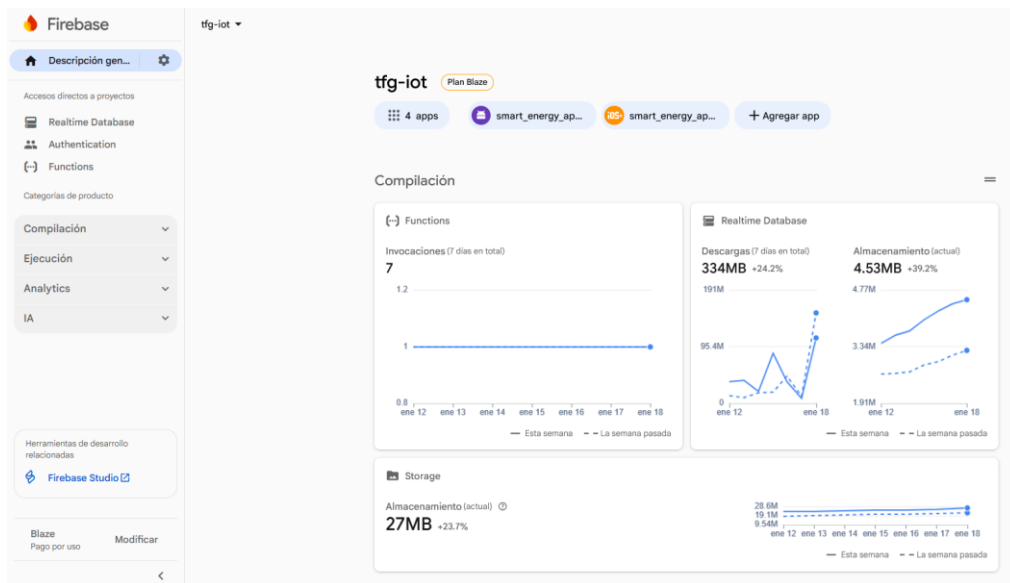 Firebase
Descripción gen...
Accesos directos a proyectos
Realtime Database
Authentication
Functions
Categorías de producto
Compilación
Ejecución
Analytics
IA
Herramientas de desarrollo
relacionadas
Firebase Studio
Blaze
Pago por uso
Modificar
tfg-iot
tfg-iot
Plan Blaze
4 apps
smart_energy_ap...
iOS+
smart_energy_ap...
+ Agregar app
Compilación
Functions
Invocaciones (7 días en total)
7
1.2
1
0.8
ene 12 ene 13 ene 14 ene 15 ene 16 ene 17 ene 18
Esta semana La semana pasada
Realtime Database
Descargas (7 días en total)
334MB +24.2%
191M
95.4M
0
ene 12 ene 18
Almacenamiento (actual)
4.53MB +39.2%
4.77M
3.34M
1.91M
ene 12 ene 18
Esta semana La semana pasada
Storage
Almacenamiento (actual)
27MB +23.7%
28.6M
19.1M
9.54M
ene 12 ene 13 ene 14 ene 15 ene 16 ene 17 ene 18
Esta semana La semana pasada